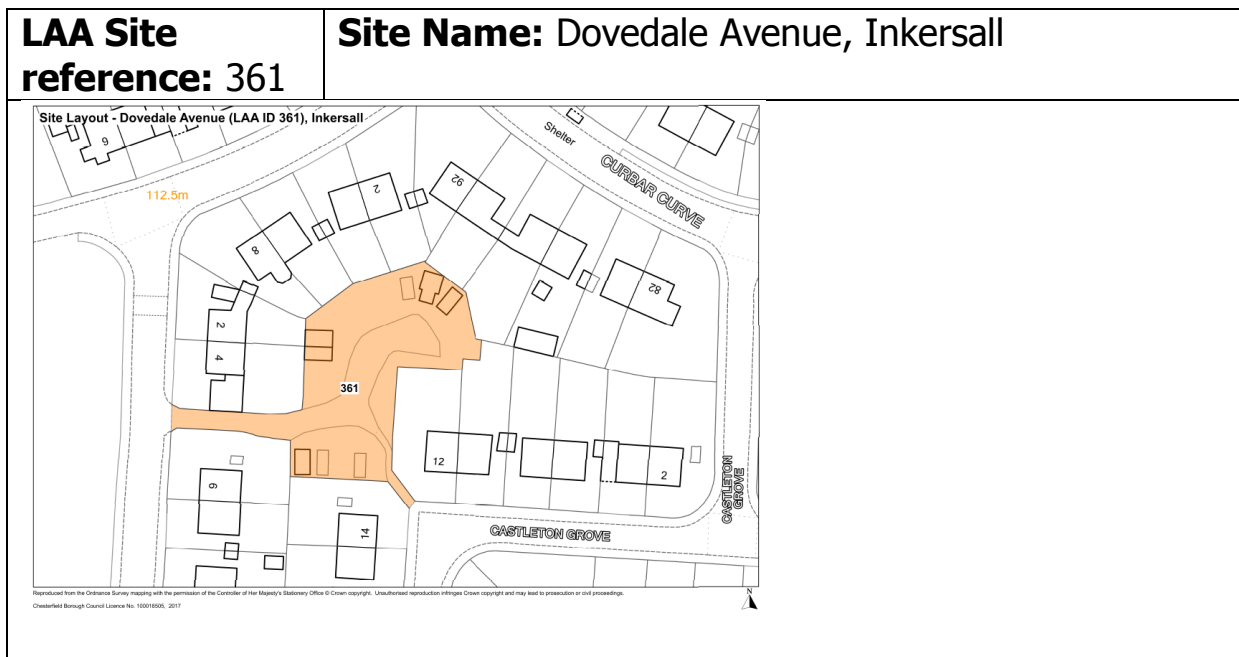 LAA Site
reference: 361
Site Name: Dovedale Avenue, Inkersall
Site Layout - Dovedale Avenue (LAA ID 361), Inkersall
9
Shelter
CURBAR CURVE
112.5m
2
92
8
82
2
4
361
12
2
9
14
CASTLETON
GROVE
CASTLETON GROVE
Reproduced from the Ordnance Survey mapping with the permission of the Controller of Her Majesty's Stationery Office © Crown copyright. Unauthorised reproduction infringes Crown copyright and may lead to prosecution or civil proceedings.
Chesterfield Borough Council Licence No. 100018505, 2017
N